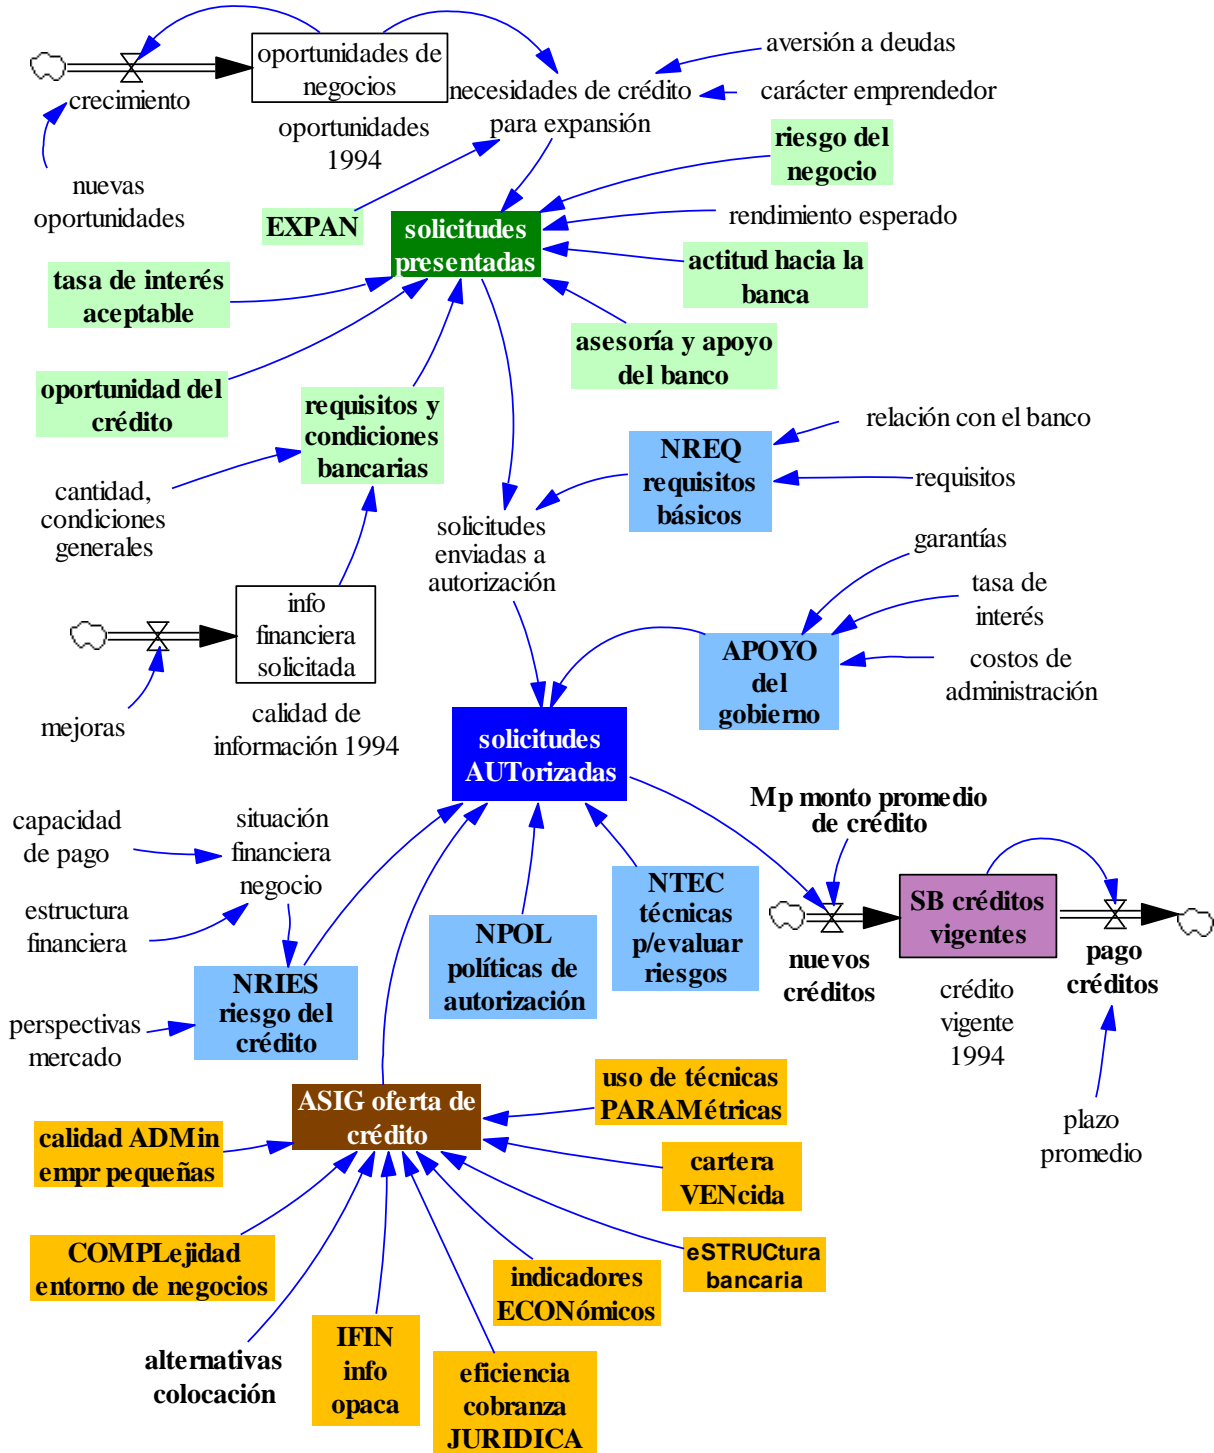 oportunidades de
negocios
crecimiento
oportunidades
1994
nuevas
oportunidades
necesidades de crédito
para expansión
aversión a deudas
carácter emprendedor
riesgo del
negocio
EXPAN
solicitudes
presentadas
rendimiento esperado
actitud hacia la
banca
tasa de interés
aceptable
asesoría y apoyo
del banco
oportunidad del
crédito
requisitos y
condiciones
bancarias
relación con el banco
NREQ
requisitos
básicos
requisitos
cantidad,
condiciones
generales
solicitudes
enviadas a
autorización
garantías
tasa de
interés
info
financiera
solicitada
APOYO
del
gobierno
costos de
administración
mejoras
calidad de
información 1994
solicitudes
AUTorizadas
Mp monto promedio
de crédito
capacidad
de pago
situación
financiera
negocio
estructura
financiera
NTEC
técnicas
p/evaluar
riesgos
NPOL
políticas de
autorización
SB créditos
vigentes
nuevos
créditos
pago
créditos
NRIES
riesgo del
crédito
perspectivas
mercado
crédito
vigente
1994
ASIG oferta de
crédito
uso de técnicas
PARAMétricas
calidad ADMin
empr pequeñas
cartera
VENcida
plazo
promedio
COMPLejidad
entorno de negocios
indicadores
ECONómicos
eSTRUCtura
bancaria
alternativas
colocación
IFIN
info
opaca
eficiencia
cobranza
JURIDICA